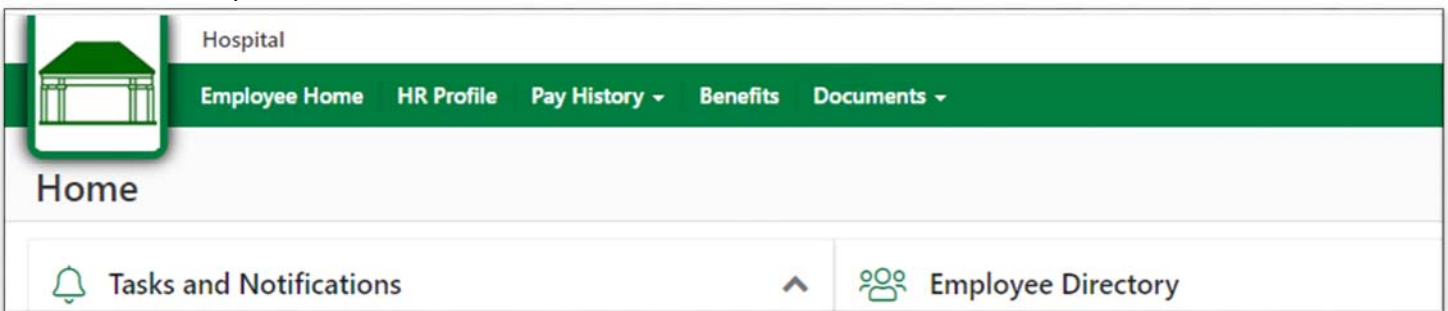 Hospital
Employee Home HR Profile Pay History Benefits Documents
Home
Tasks and Notifications
Employee Directory